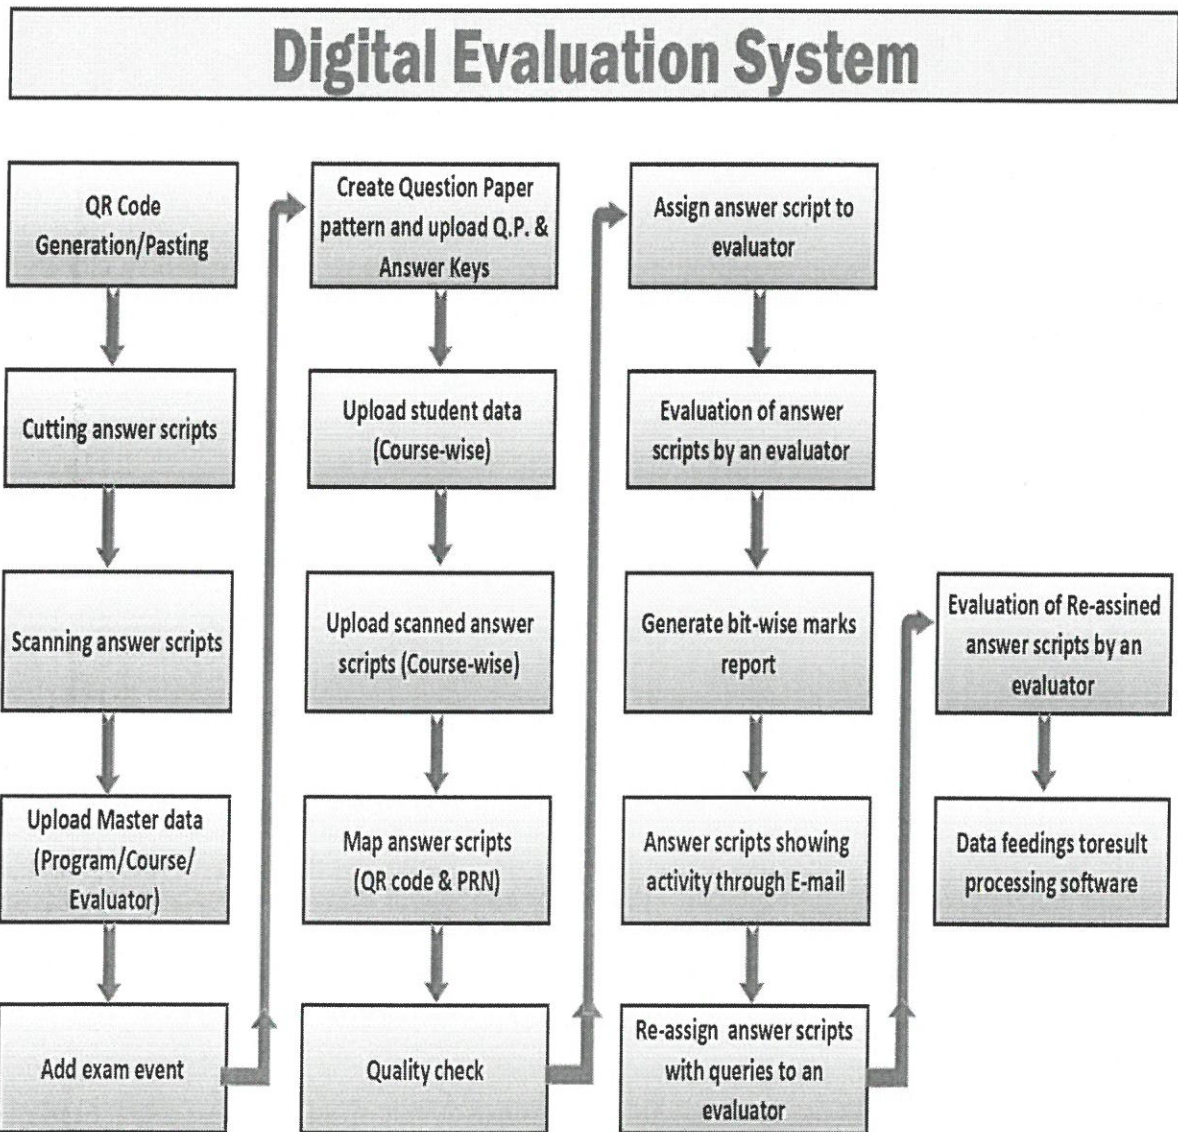 Digital Evaluation System
QR Code
Generation/Pasting
Cutting answer scripts
Scanning answer scripts
Upload Master data
(Program/Course/
Evaluator)
Add exam event
Create Question Paper
pattern and upload Q.P. &
Answer Keys
Upload student data
(Course-wise)
Upload scanned answer
scripts (Course-wise)
Map answer scripts
(QR code & PRN)
Quality check
Assign answer script to
evaluator
Evaluation of answer
scripts by an evaluator
Generate bit-wise marks
report
Answer scripts showing
activity through E-mail
Re-assign answer scripts
with queries to an
evaluator
Evaluation of Re-assined
answer scripts by an
evaluator
Data feedings toresult
processing software